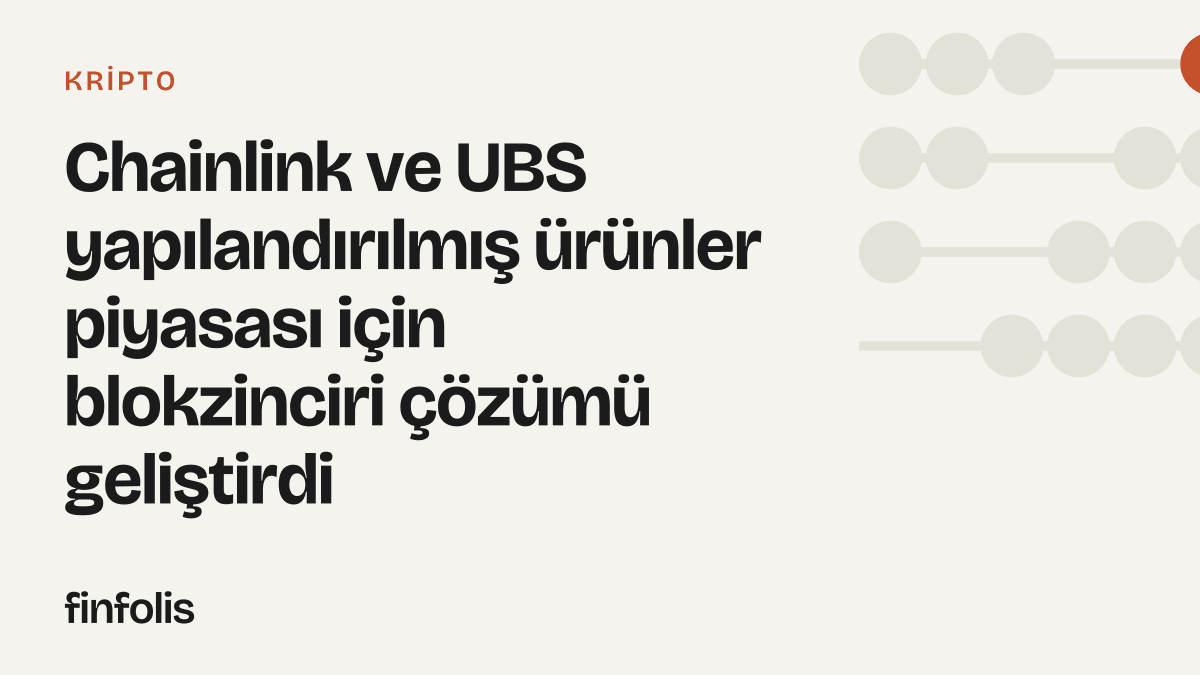 KRİPTO
Chainlink ve UBS
yapılandırılmış ürünler
piyasası için
blokzinciri çözümü
geliştirdi
finfolis